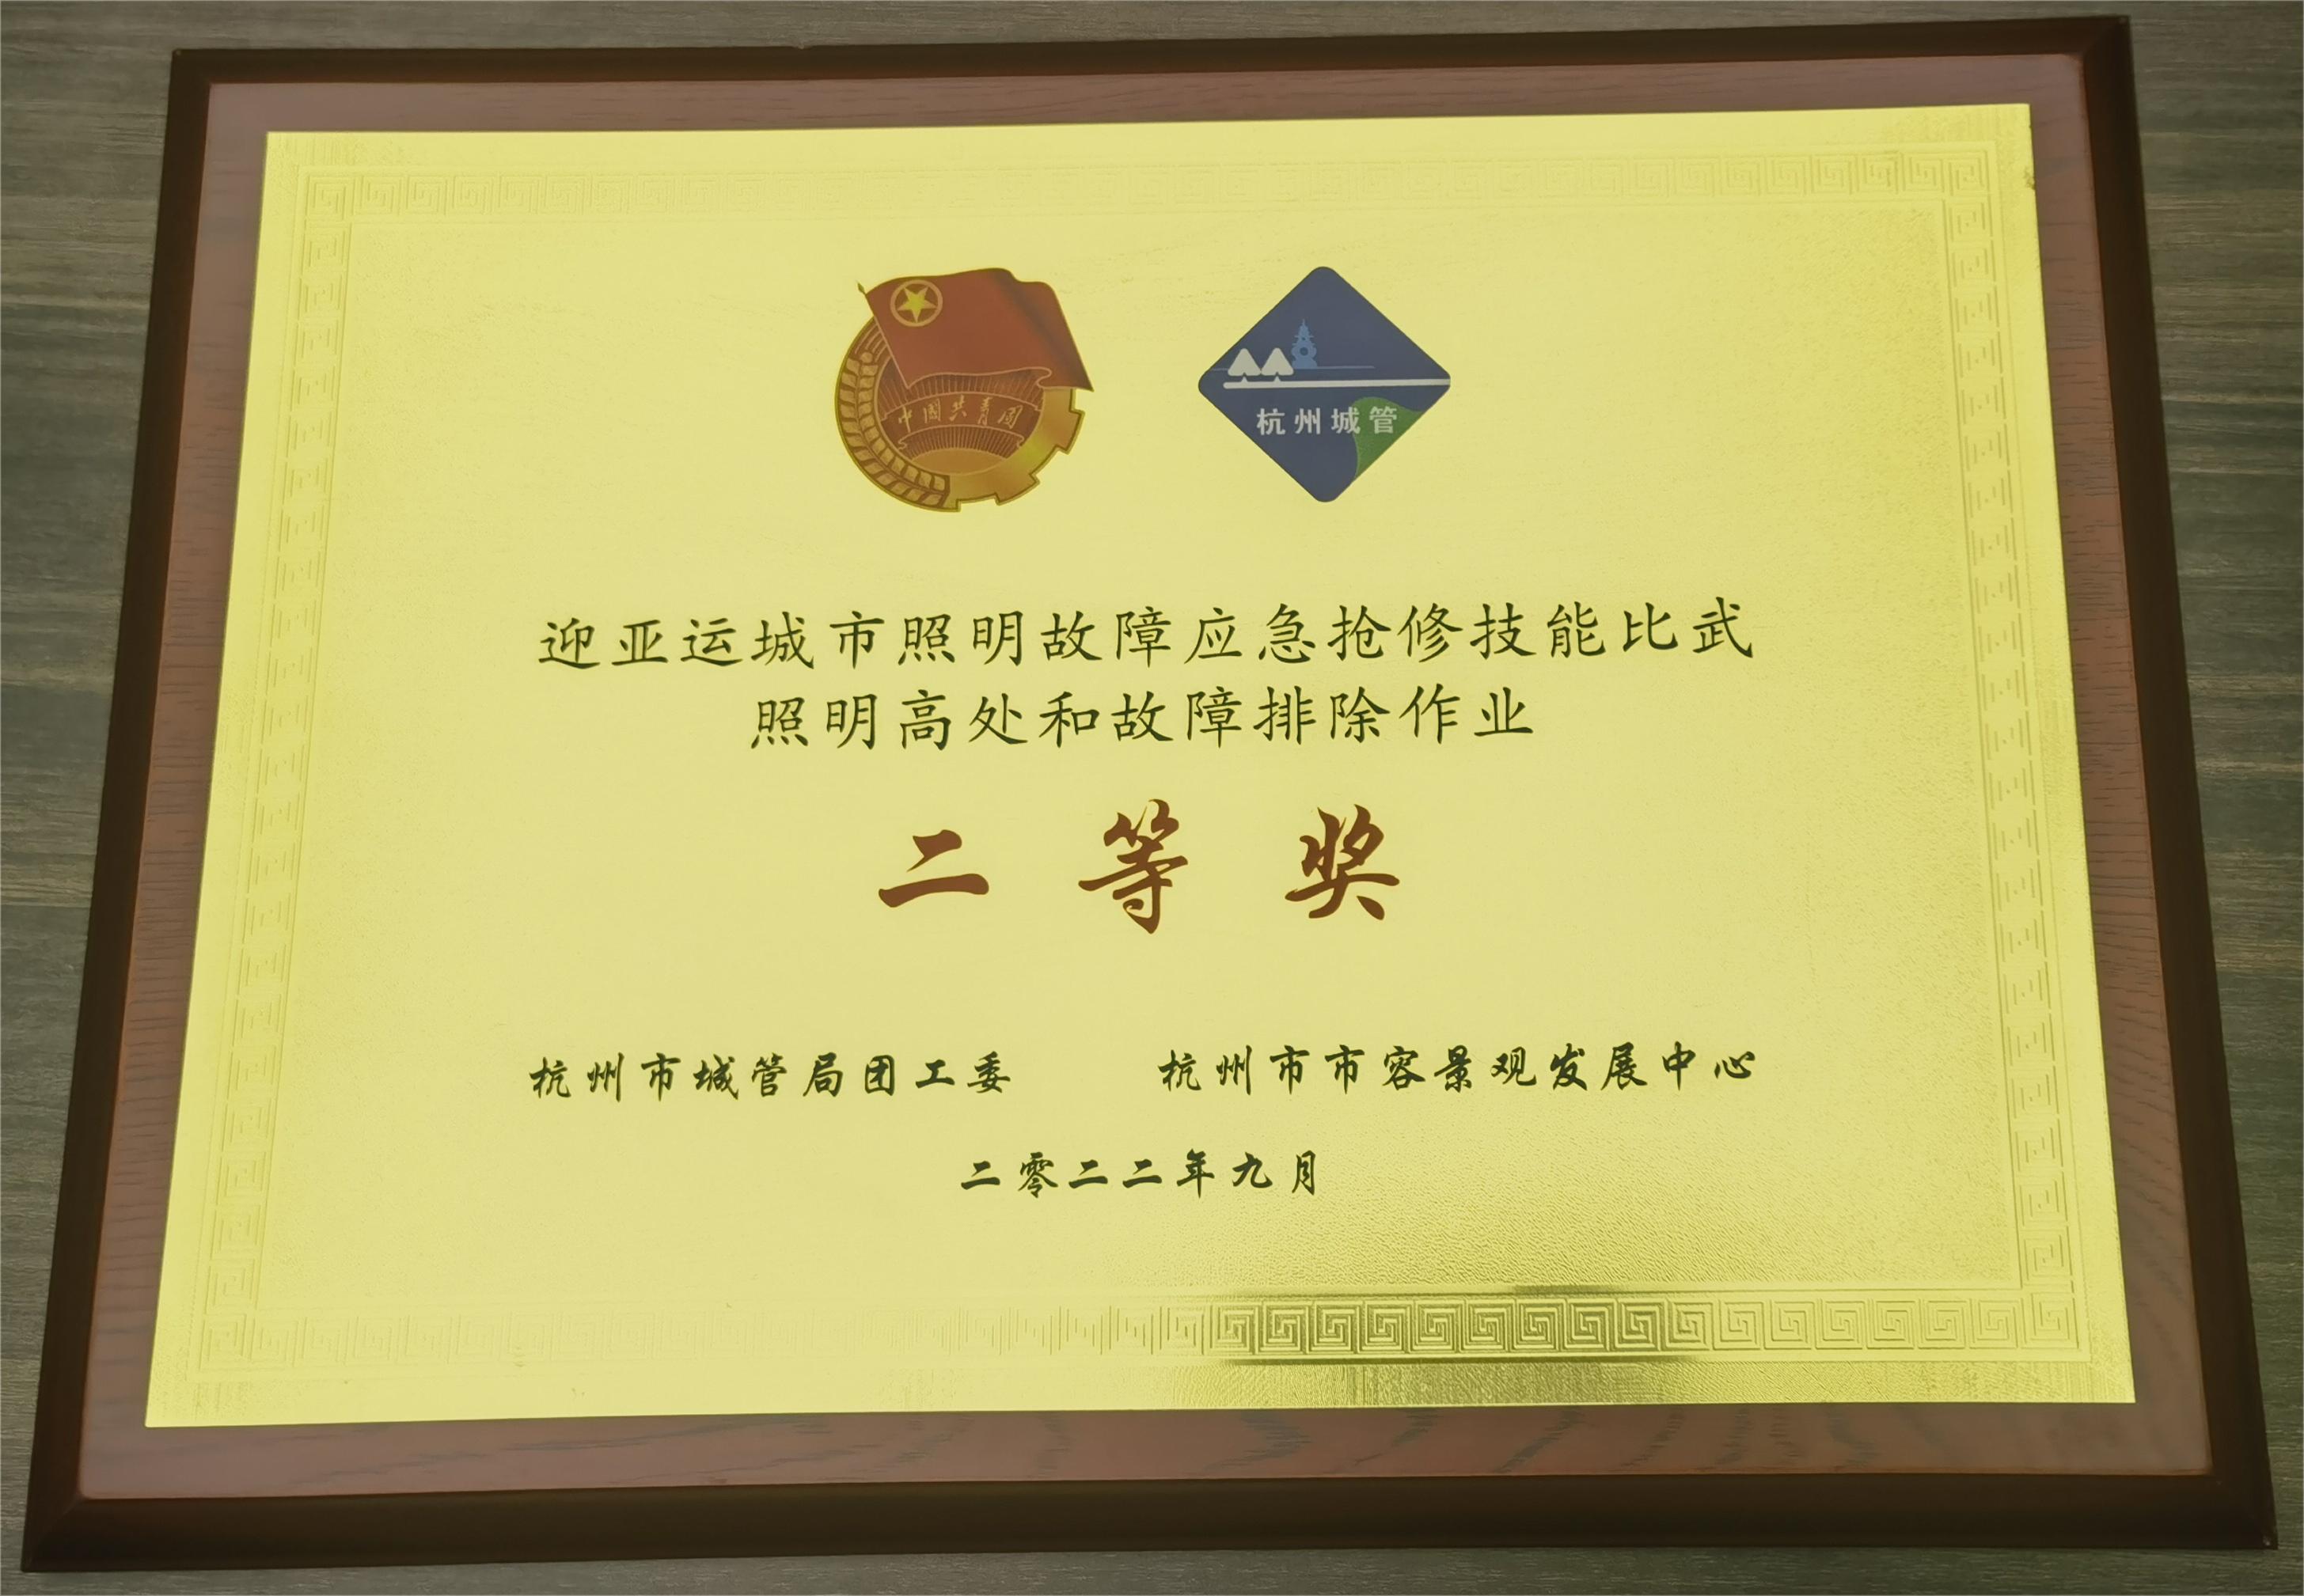 中国共青团
杭州城管
迎亚运城市照明故障应急抢修技能比武
照明高处和故障排除作业
二等奖
杭州市城管局团工委 杭州市市容景观发展中心
二零二二年九月